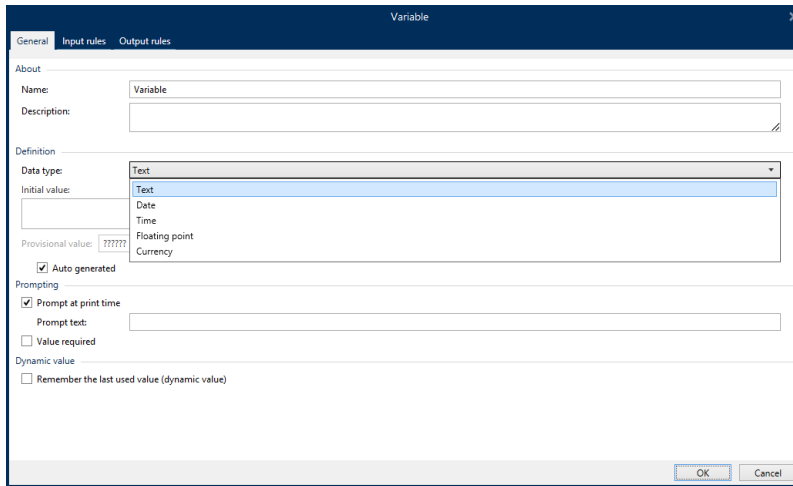 Variable
General Input rules Output rules
About
Name: Variable
Description:
Definition
Data type: Text
Initial value: Text
Date
Time
Floating point
Currency
Provisional value: ??????
Auto generated
Prompting
Prompt at print time
Prompt text:
Value required
Dynamic value
Remember the last used value (dynamic value)
OK Cancel